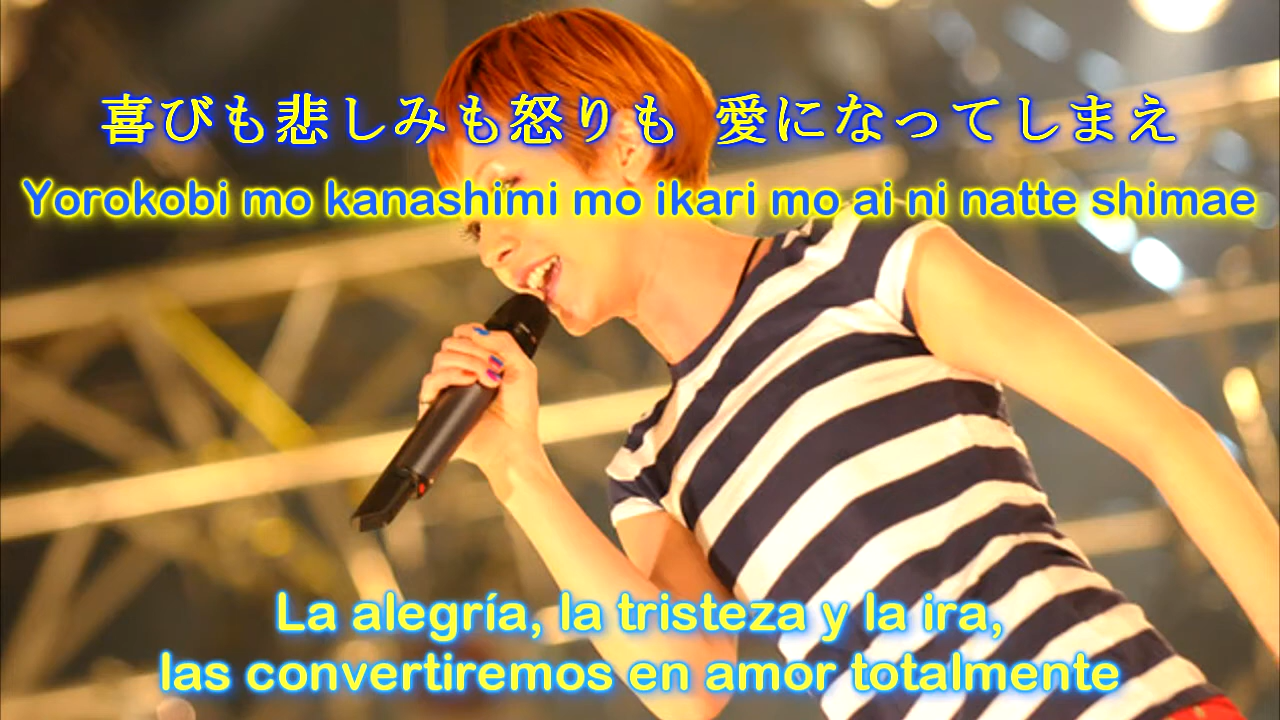 喜びも悲しみも怒りも 愛になってしまえ
Yorokobi mo kanashimi mo ikari mo ai ni natte shimae
La alegría, la tristeza y la ira,
las convertiremos en amor totalmente